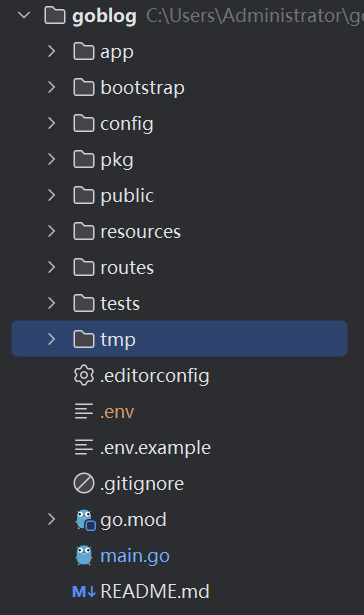 goblog C:\Users\Administrator\go
app
bootstrap
config
pkg
public
resources
routes
tests
tmp
.editorconfig
.env
.env.example
.gitignore
go.mod
main.go
M↓ README.md